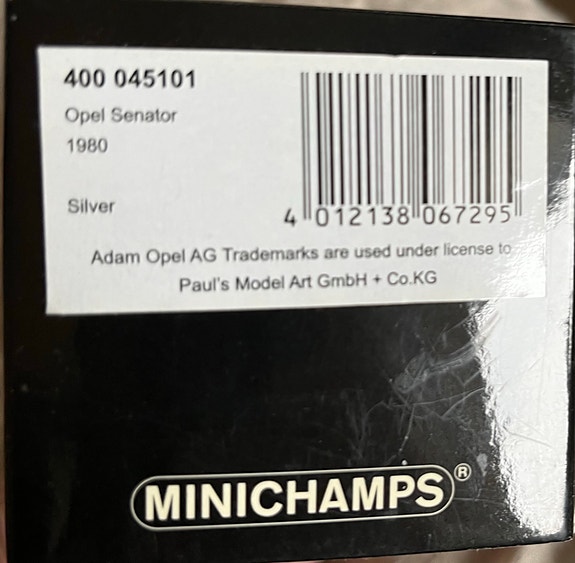 400 045101
Opel Senator
1980
Silver
4 012138 067295
Adam Opel AG Trademarks are used under license to
Paul's Model Art GmbH + Co.KG
MINICHAMPS®